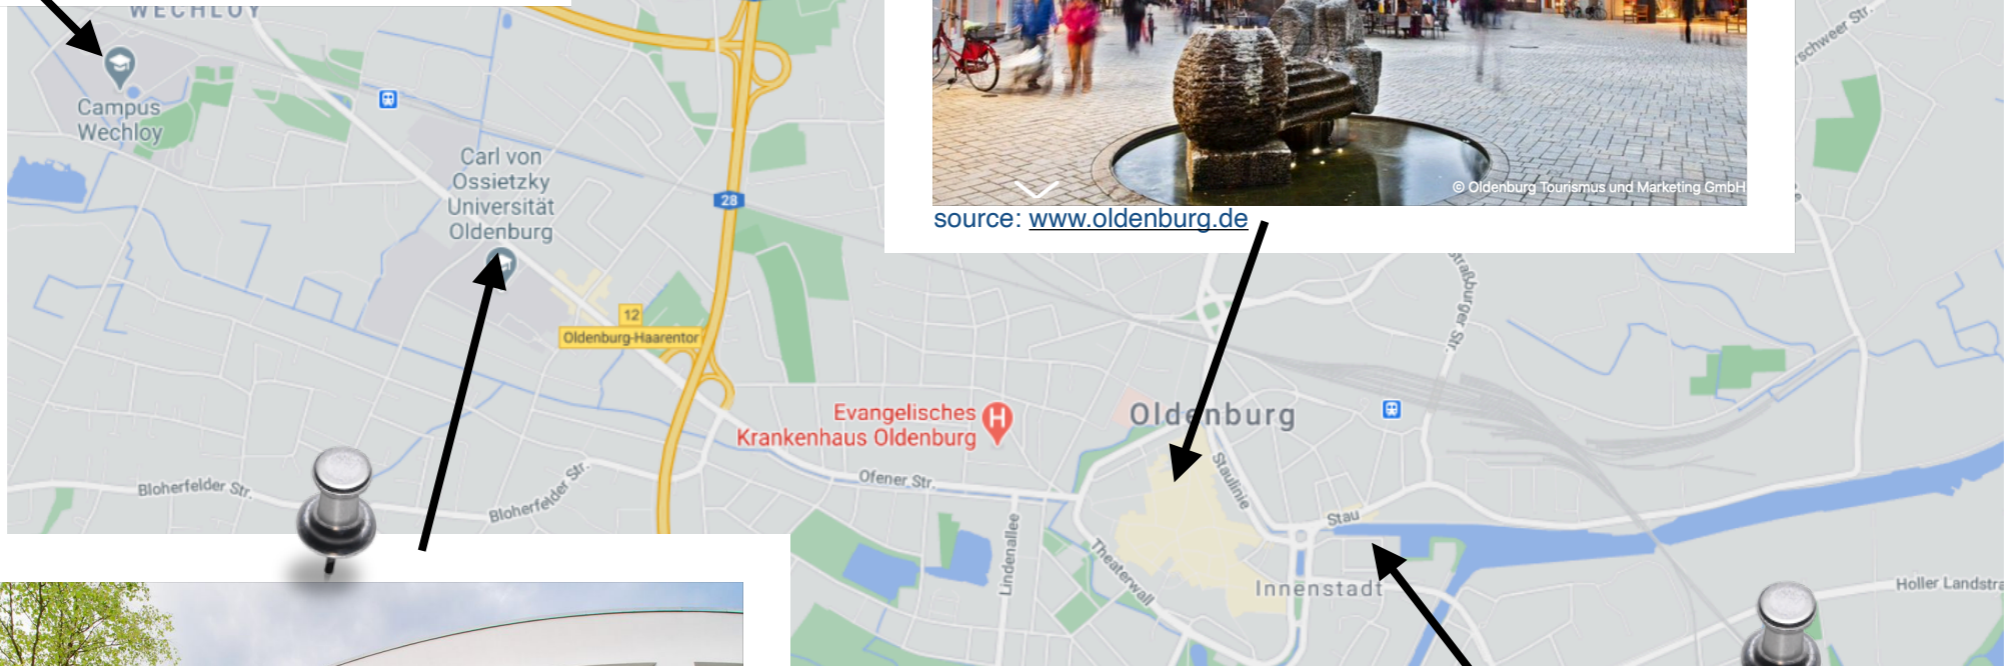 WECHLOY
Campus
Wechloy
Carl von
Ossietzky
Universität
Oldenburg
28
12
Oldenburg-Haarentor
© Oldenburg Tourismus und Marketing GmbH
source: www.oldenburg.de
schweer Str.
straßburger Str.
Evangelisches
Krankenhaus Oldenburg
H
Oldenburg
Ofener Str.
Staulinie
Stau
Bloherfelder Str.
Bloherfelder Str.
Lindenallee
Theaterwall
Innenstadt
Holler Landstra